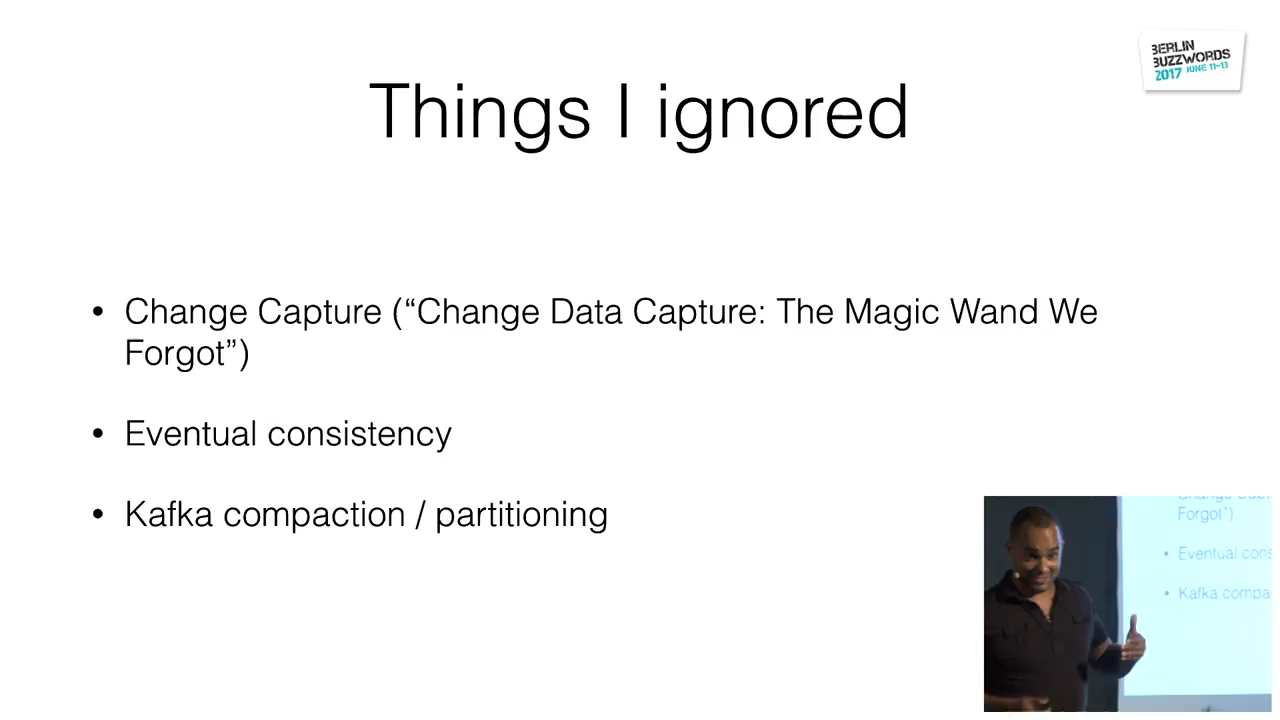 BERLIN
BUZZWORDS
2017 JUNE 11-13
Things I ignored
• Change Capture (“Change Data Capture: The Magic Wand We
Forgot”)
• Eventual consistency
• Kafka compaction / partitioning
Forgot”)
• Eventual cons
• Kafka compa